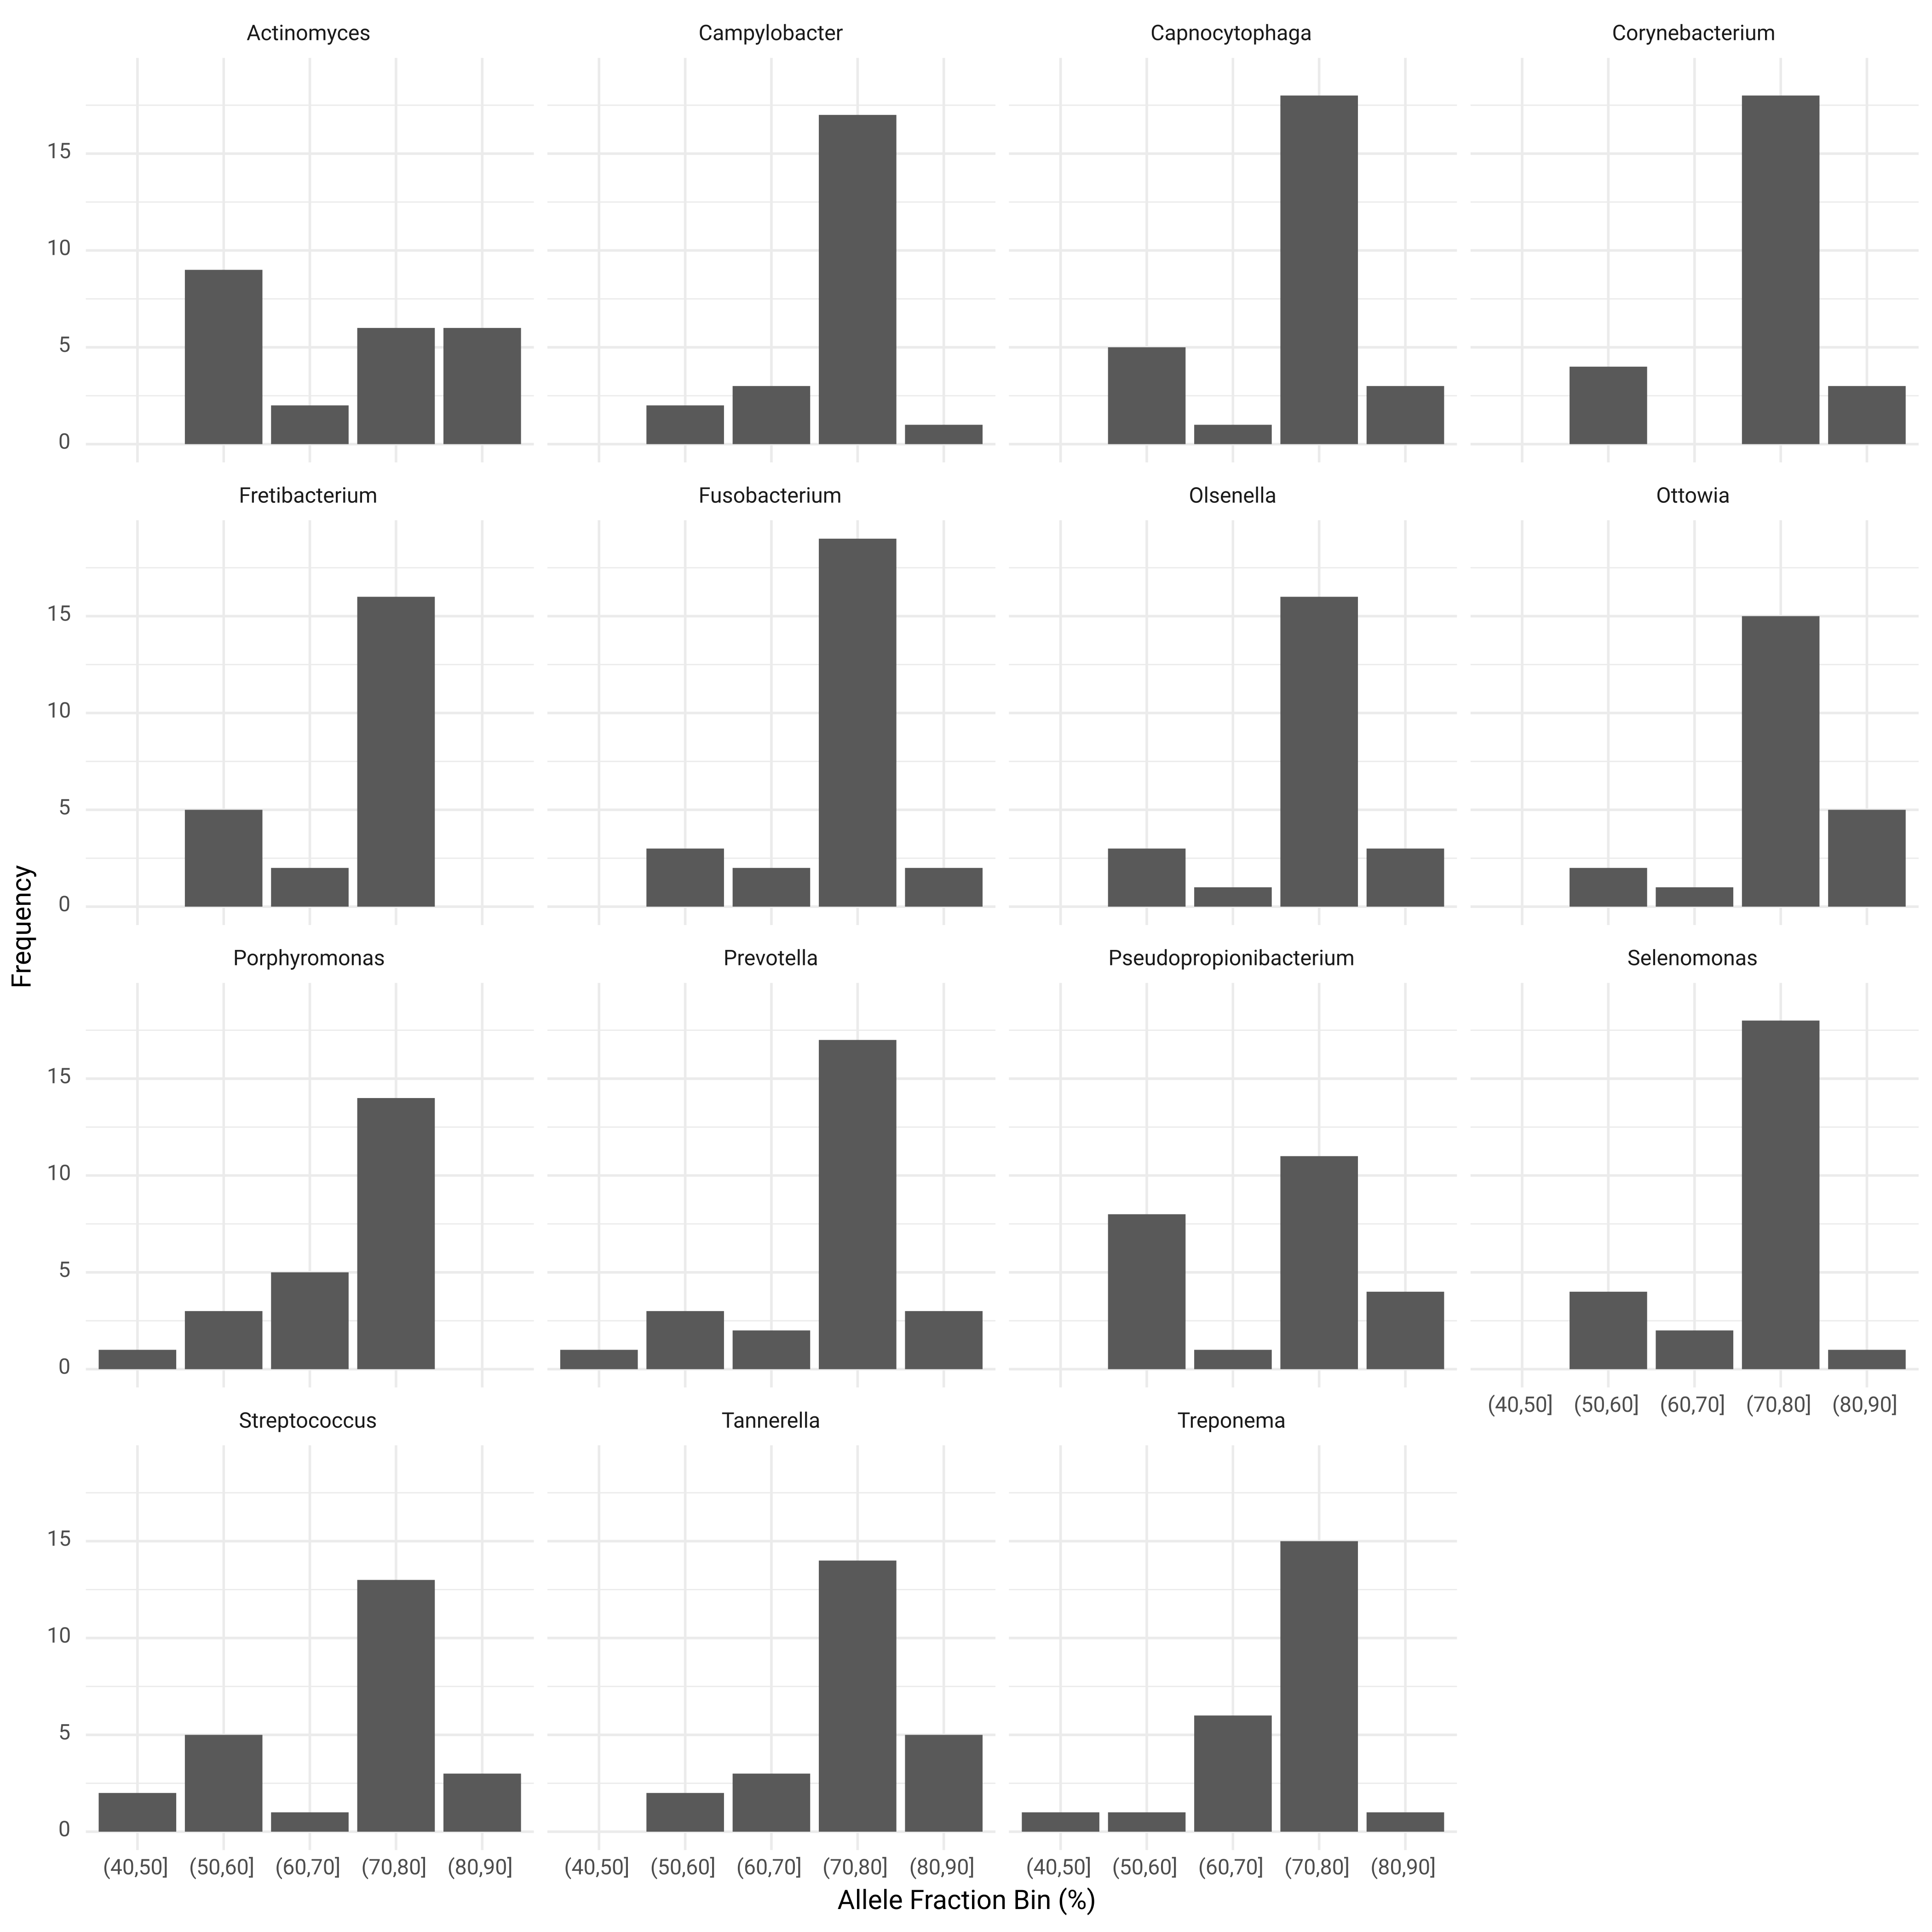 Actinomyces Campylobacter Capnocytophaga Corynebacterium
15
10
5
0
Fretibacterium Fusobacterium Olsenella Ottowia
15
10
5
0
Frequency
Porphyromonas Prevotella Pseudopropionibacterium Selenomonas
15
10
5
0
(40,50] (50,60] (60,70] (70,80] (80,90]
Streptococcus Tannerella Treponema
15
10
5
0
(40,50] (50,60] (60,70] (70,80] (80,90] (40,50] (50,60] (60,70] (70,80] (80,90] (40,50] (50,60] (60,70] (70,80] (80,90]
Allele Fraction Bin (%)